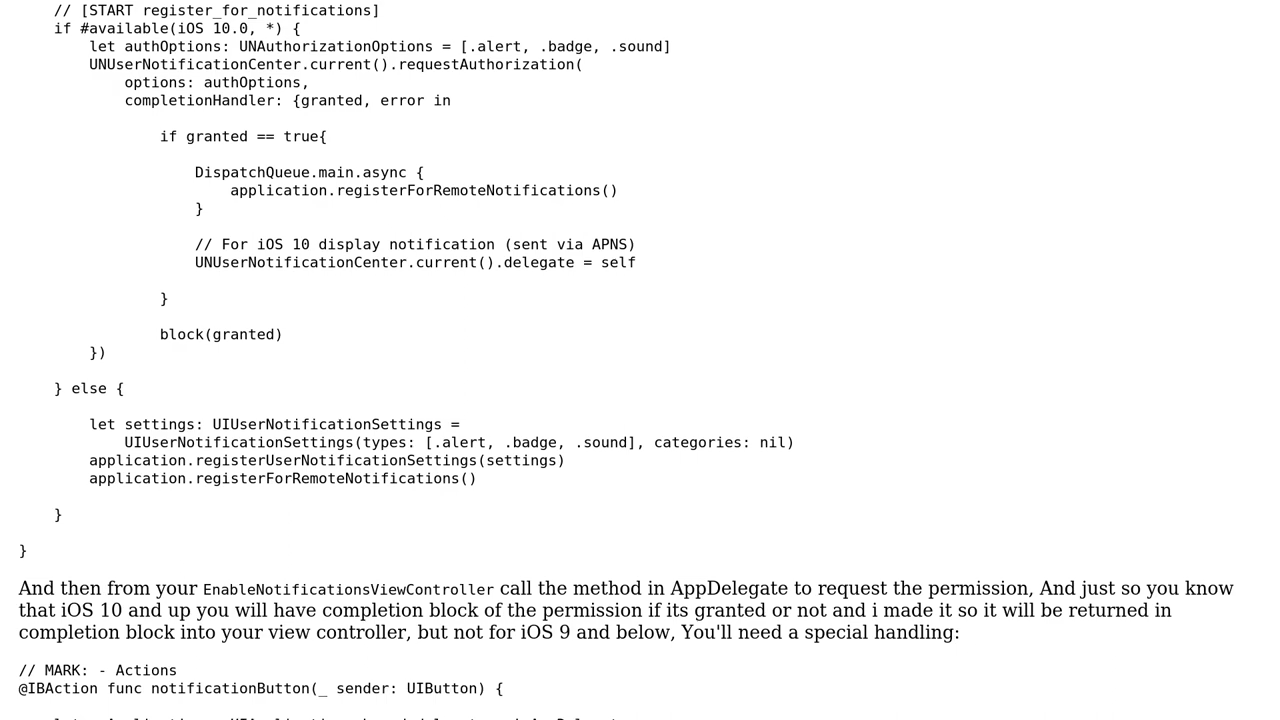 // [START register_for_notifications]
if #available(iOS 10.0, *) {
let authOptions: UNAuthorizationOptions = [.alert, .badge, .sound]
UNUserNotificationCenter.current().requestAuthorization(
options: authOptions,
completionHandler: {granted, error in
if granted == true{
DispatchQueue.main.async {
application.registerForRemoteNotifications()
}
// For iOS 10 display notification (sent via APNS)
UNUserNotificationCenter.current().delegate = self
}
block(granted)
})
} else {
let settings: UIUserNotificationSettings =
UIUserNotificationSettings(types: [.alert, .badge, .sound], categories: nil)
application.registerUserNotificationSettings(settings)
application.registerForRemoteNotifications()
}
}
And then from your EnableNotificationsViewController call the method in AppDelegate to request the permission, And just so you know
that iOS 10 and up you will have completion block of the permission if its granted or not and i made it so it will be returned in
completion block into your view controller, but not for iOS 9 and below, You'll need a special handling:
// MARK: - Actions
@IBAction func notificationButton(_ sender: UIButton) {